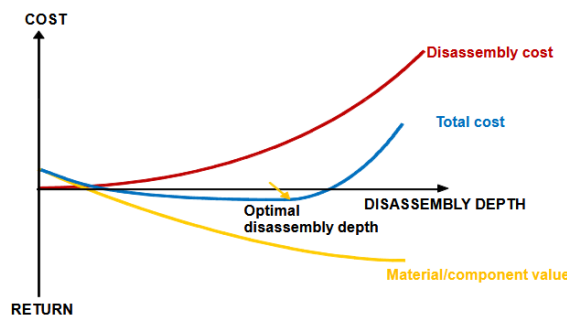 COST
Disassembly cost
Total cost
DISASSEMBLY DEPTH
Optimal
disassembly depth
Material/component value
RETURN